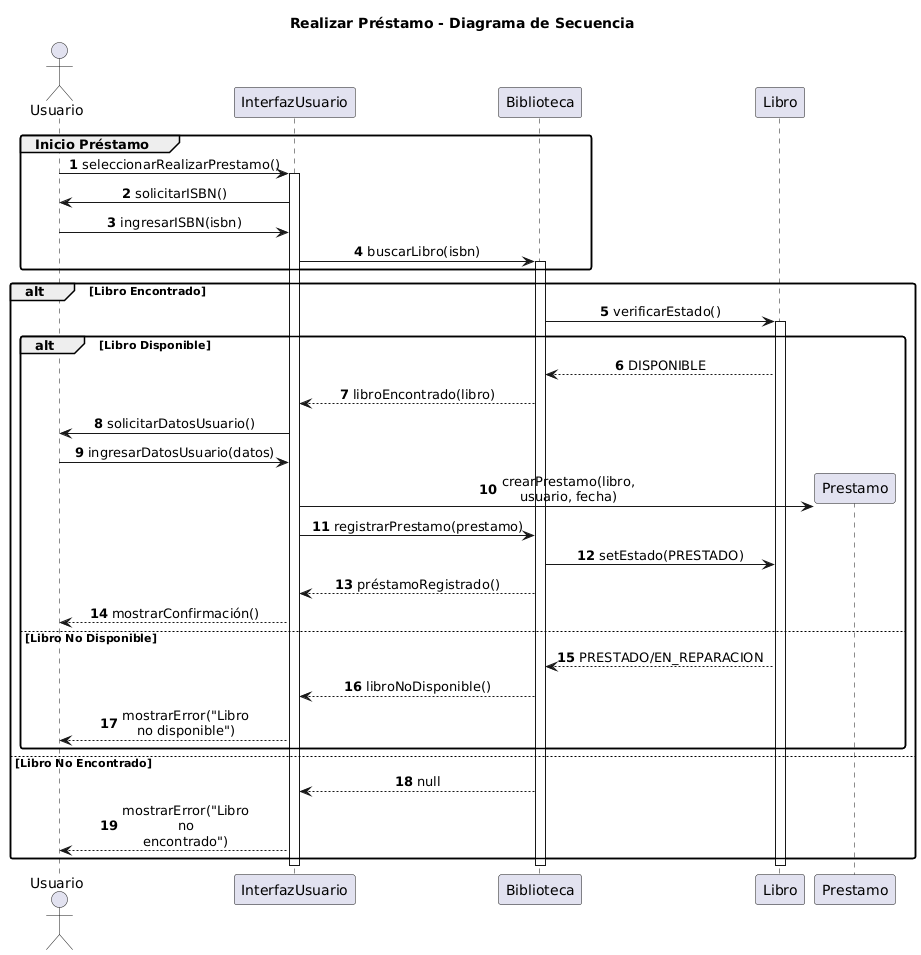 Realizar Préstamo - Diagrama de Secuencia
Usuario
InterfazUsuario
Biblioteca
Libro
Inicio Préstamo
1 seleccionarRealizarPrestamo()
2 solicitarISBN()
3 ingresarISBN(isbn)
4 buscarLibro(isbn)
alt [Libro Encontrado]
5 verificarEstado()
alt [Libro Disponible]
6 DISPONIBLE
7 libroEncontrado(libro)
8 solicitarDatosUsuario()
9 ingresarDatosUsuario(datos)
10 crearPrestamo(libro,
usuario, fecha)
Prestamo
11 registrarPrestamo(prestamo)
12 setEstado(PRESTADO)
13 préstamoRegistrado()
14 mostrarConfirmación()
[Libro No Disponible]
15 PRESTADO/EN_REPARACION
16 libroNoDisponible()
17 mostrarError("Libro
no disponible")
[Libro No Encontrado]
18 null
19 mostrarError("Libro
no
encontrado")
Usuario
InterfazUsuario
Biblioteca
Libro
Prestamo